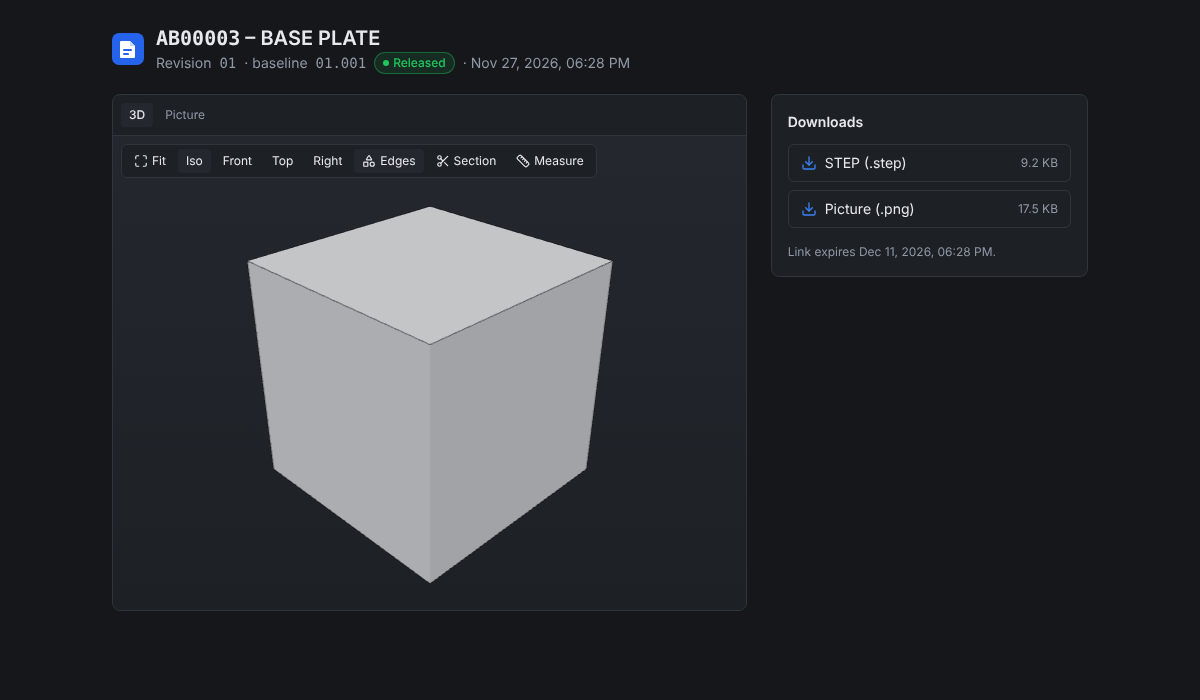 AB00003 – BASE PLATE
Revision 01 · baseline 01.001 Released · Nov 27, 2026, 06:28 PM
3D Picture
Fit Iso Front Top Right Edges Section Measure
Downloads
STEP (.step) 9.2 KB
Picture (.png) 17.5 KB
Link expires Dec 11, 2026, 06:28 PM.